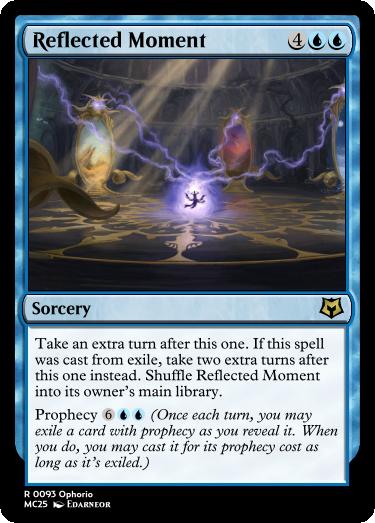 Reflected Moment 4
Sorcery
Take an extra turn after this one. If this spell
was cast from exile, take two extra turns after
this one instead. Shuffle Reflected Moment
into its owner's main library.
Prophecy 6 (Once each turn, you may
exile a card with prophecy as you reveal it. When
you do, you may cast it for its prophecy cost as
long as it's exiled.)
R 0093 Ophorio
MC25 Edarneor